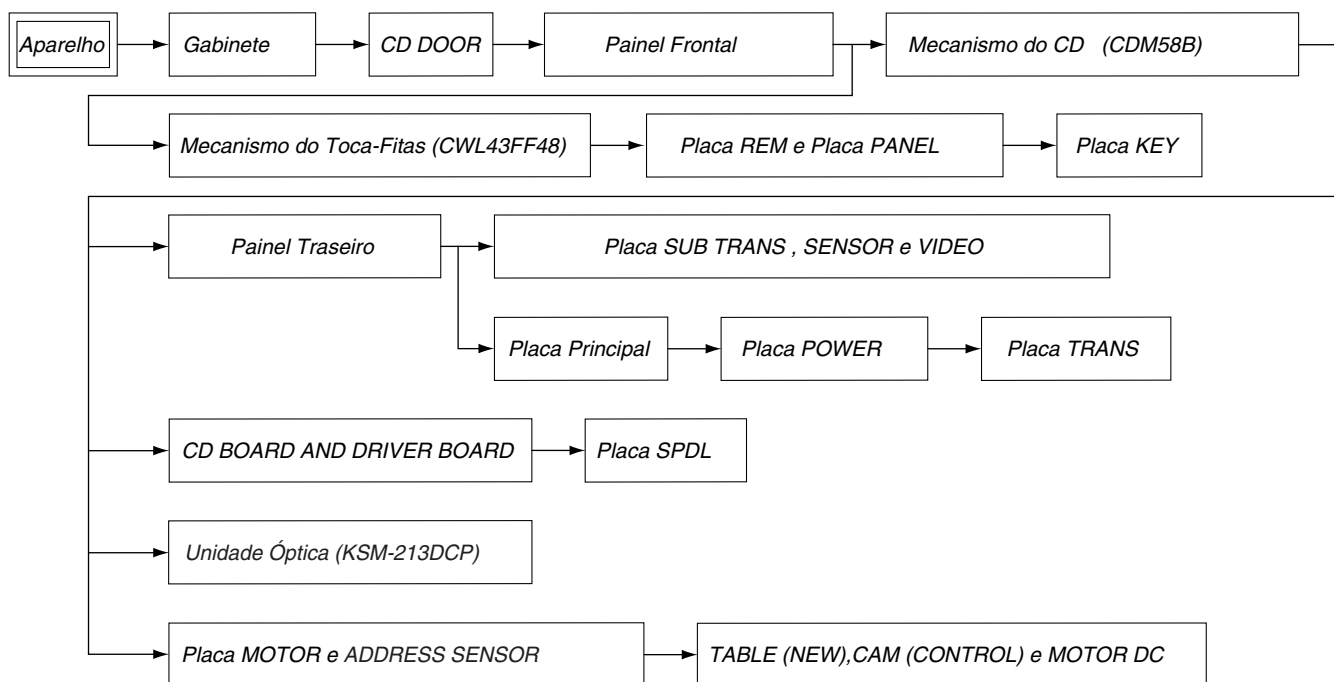 Aparelho
Gabinete
CD DOOR
Painel Frontal
Mecanismo do CD (CDM58B)
Mecanismo do Toca-Fitas (CWL43FF48)
Placa REM e Placa PANEL
Placa KEY
Painel Traseiro
Placa SUB TRANS , SENSOR e VIDEO
Placa Principal
Placa POWER
Placa TRANS
CD BOARD AND DRIVER BOARD
Placa SPDL
Unidade Óptica (KSM-213DCP)
Placa MOTOR e ADDRESS SENSOR
TABLE (NEW),CAM (CONTROL) e MOTOR DC